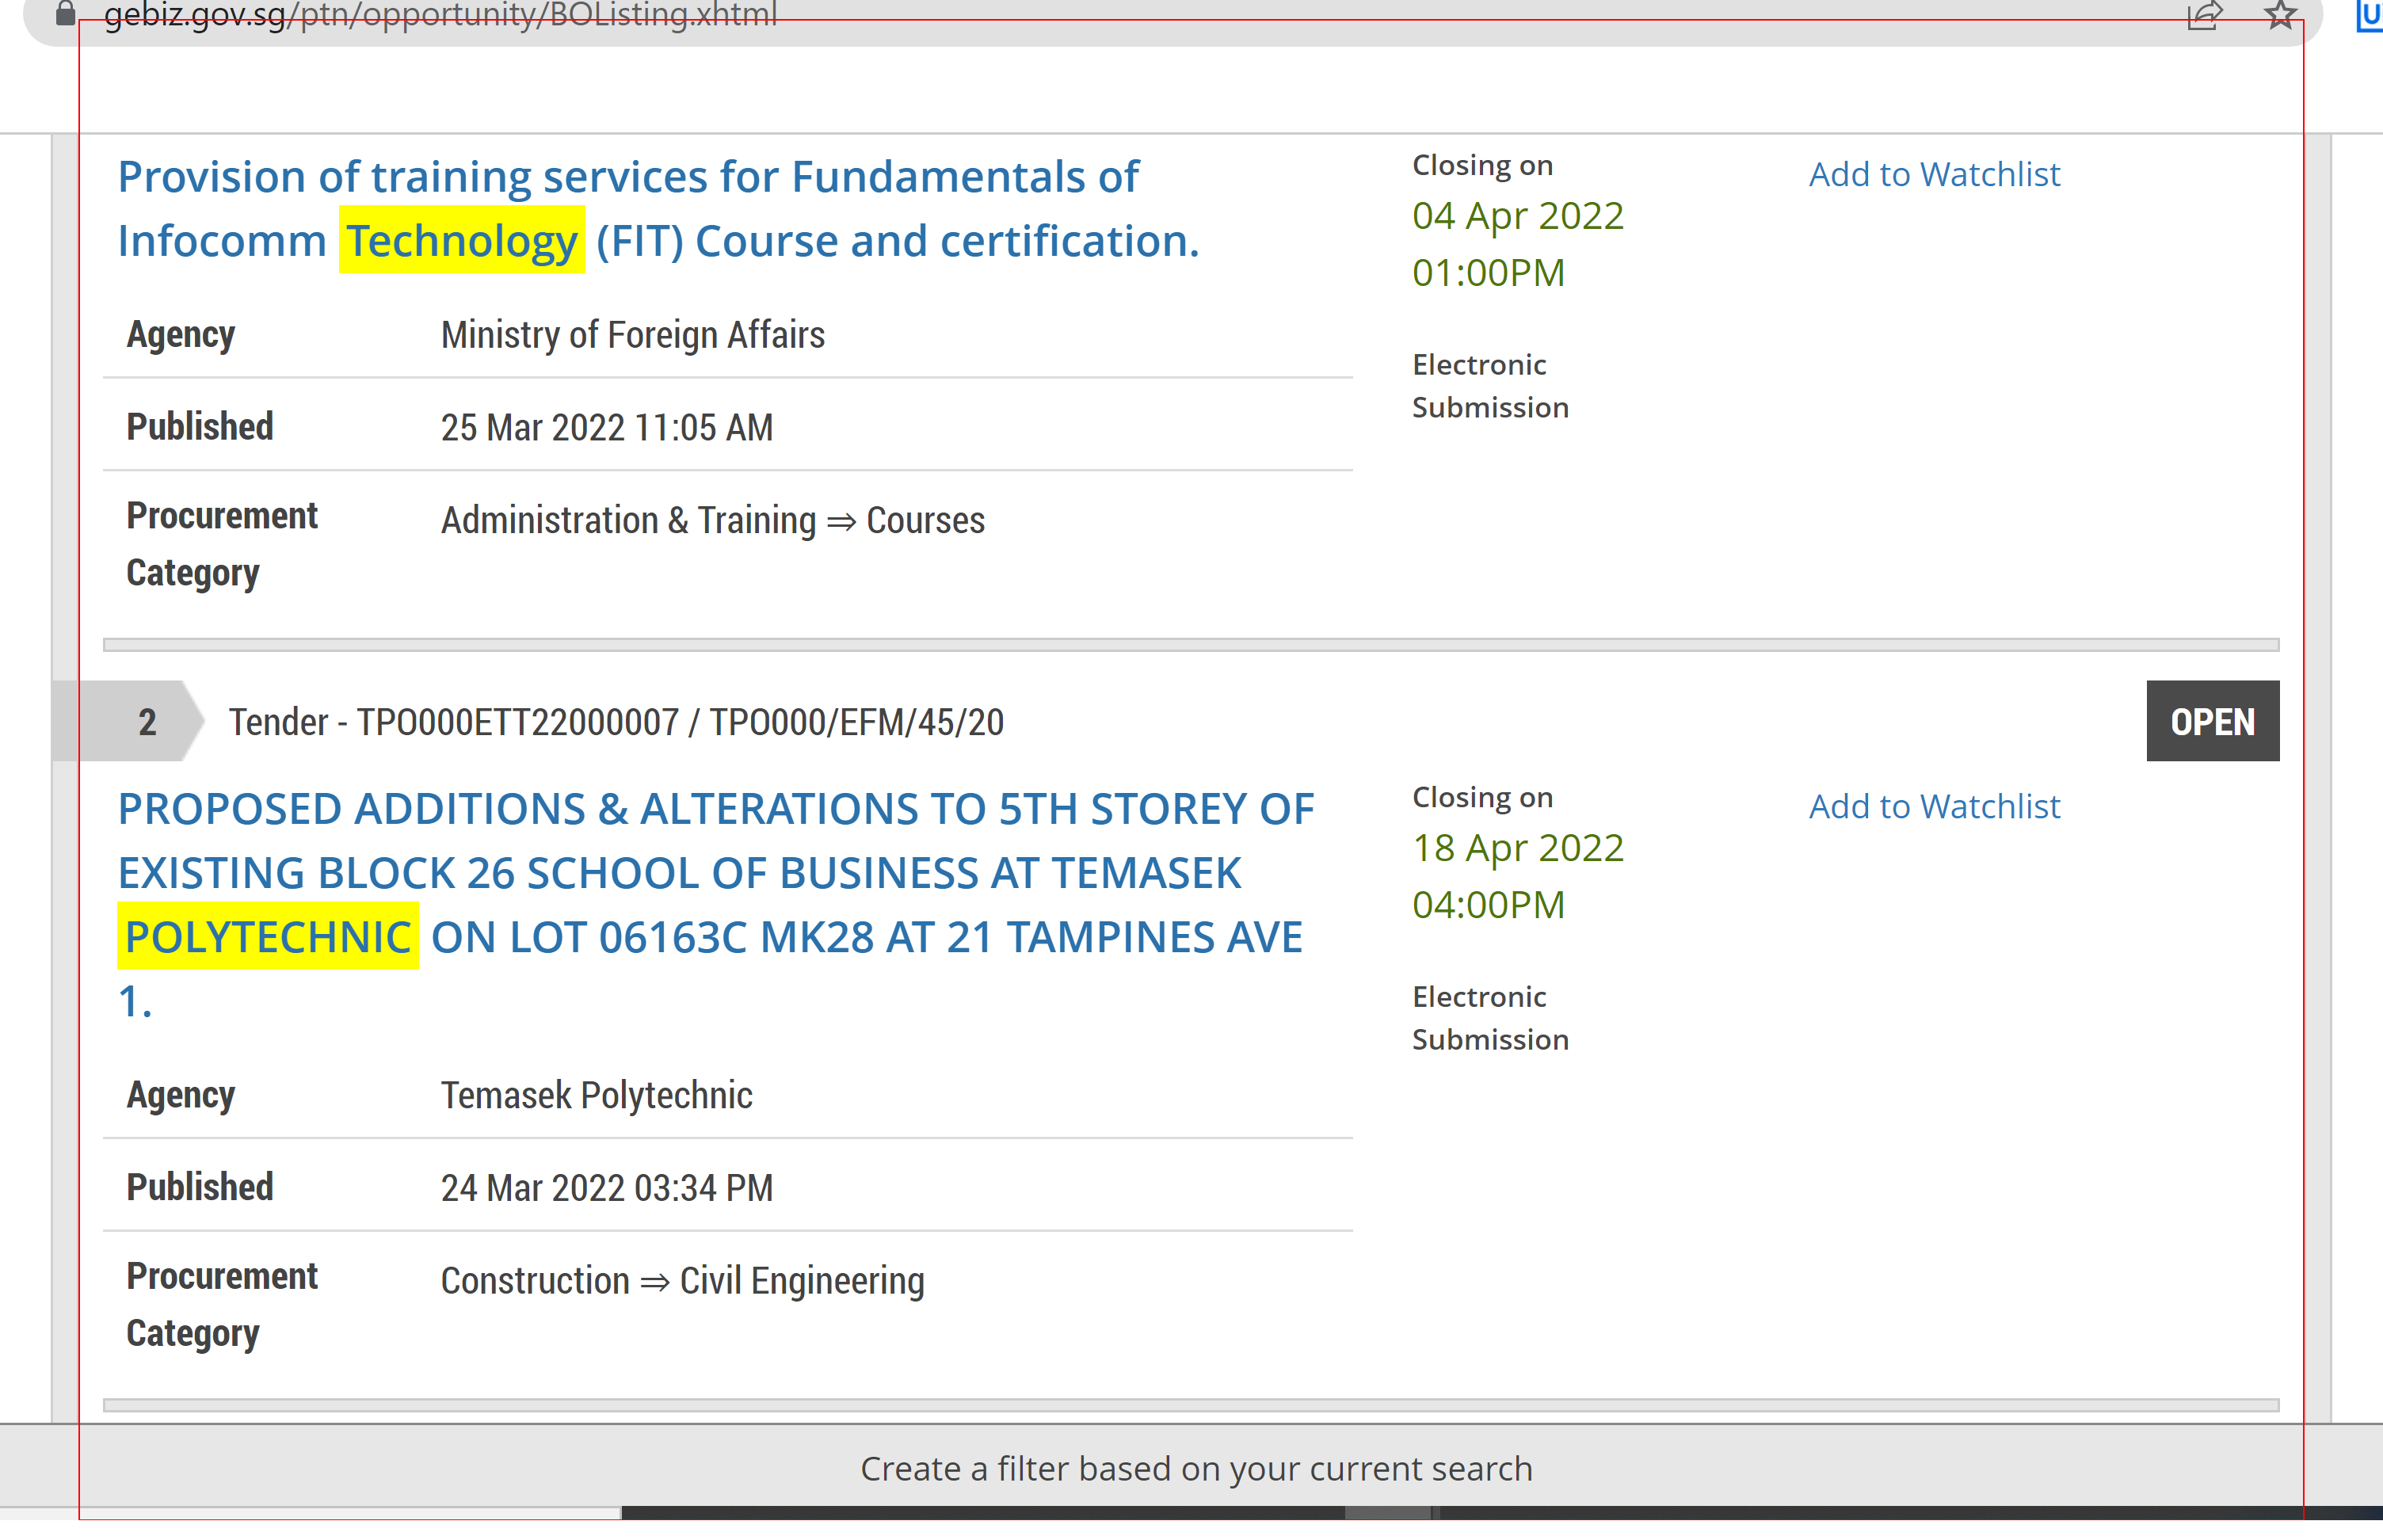 gebiz.gov.sg/ptn/opportunity/BOListing.xhtml
Provision of training services for Fundamentals of
Infocomm Technology (FIT) Course and certification.
Closing on
04 Apr 2022
01:00PM
Electronic
Submission
Add to Watchlist
Agency Ministry of Foreign Affairs
Published 25 Mar 2022 11:05 AM
Procurement
Category
Administration & Training ⇒ Courses
2 Tender - TPO000ETT22000007 / TPO000/EFM/45/20
OPEN
PROPOSED ADDITIONS & ALTERATIONS TO 5TH STOREY OF
EXISTING BLOCK 26 SCHOOL OF BUSINESS AT TEMASEK
POLYTECHNIC ON LOT 06163C MK28 AT 21 TAMPINES AVE
1.
Closing on
18 Apr 2022
04:00PM
Electronic
Submission
Add to Watchlist
Agency Temasek Polytechnic
Published 24 Mar 2022 03:34 PM
Procurement
Category
Construction ⇒ Civil Engineering
Create a filter based on your current search